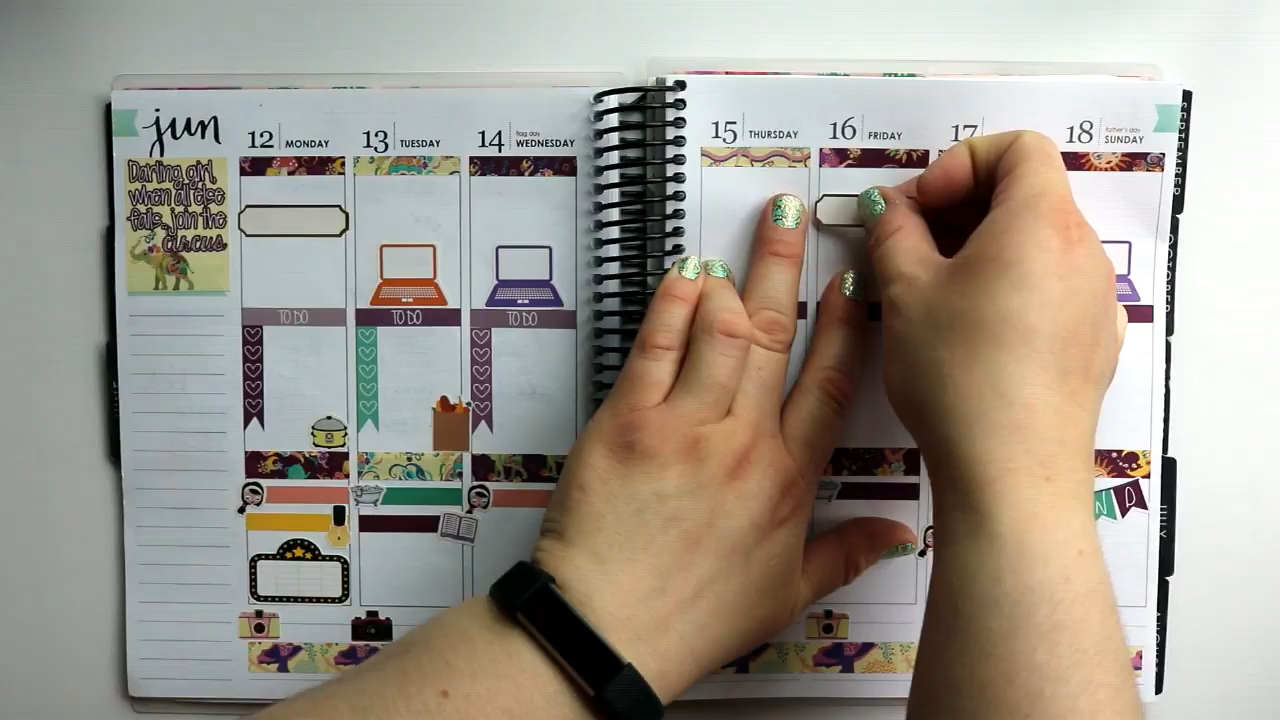 jun
12 MONDAY
13 TUESDAY
14 flag day WEDNESDAY
15 THURSDAY
16 FRIDAY
17
18 father's day SUNDAY
Darling girl,
when all else
fails, join the
circus
TO DO
TO DO
TO DO
N D
SEPTEMBER
OCTOBER
JULY
AUGUST